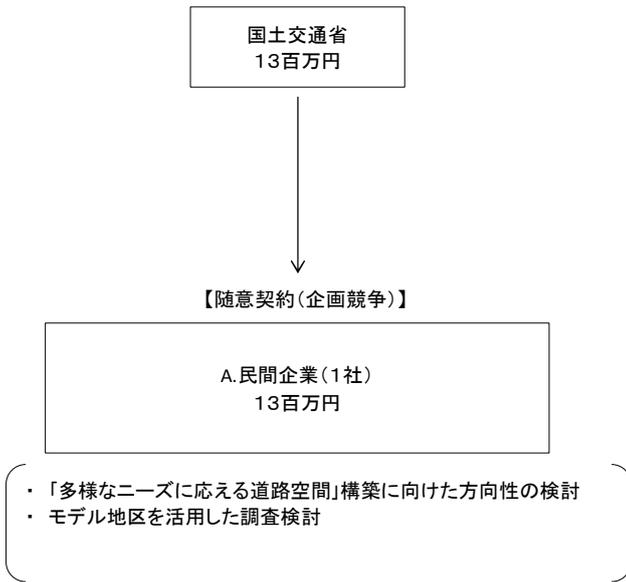 国土交通省
13百万円
【随意契約(企画競争)】
A.民間企業(1社)
13百万円
・ 「多様なニーズに応える道路空間」構築に向けた方向性の検討
・ モデル地区を活用した調査検討